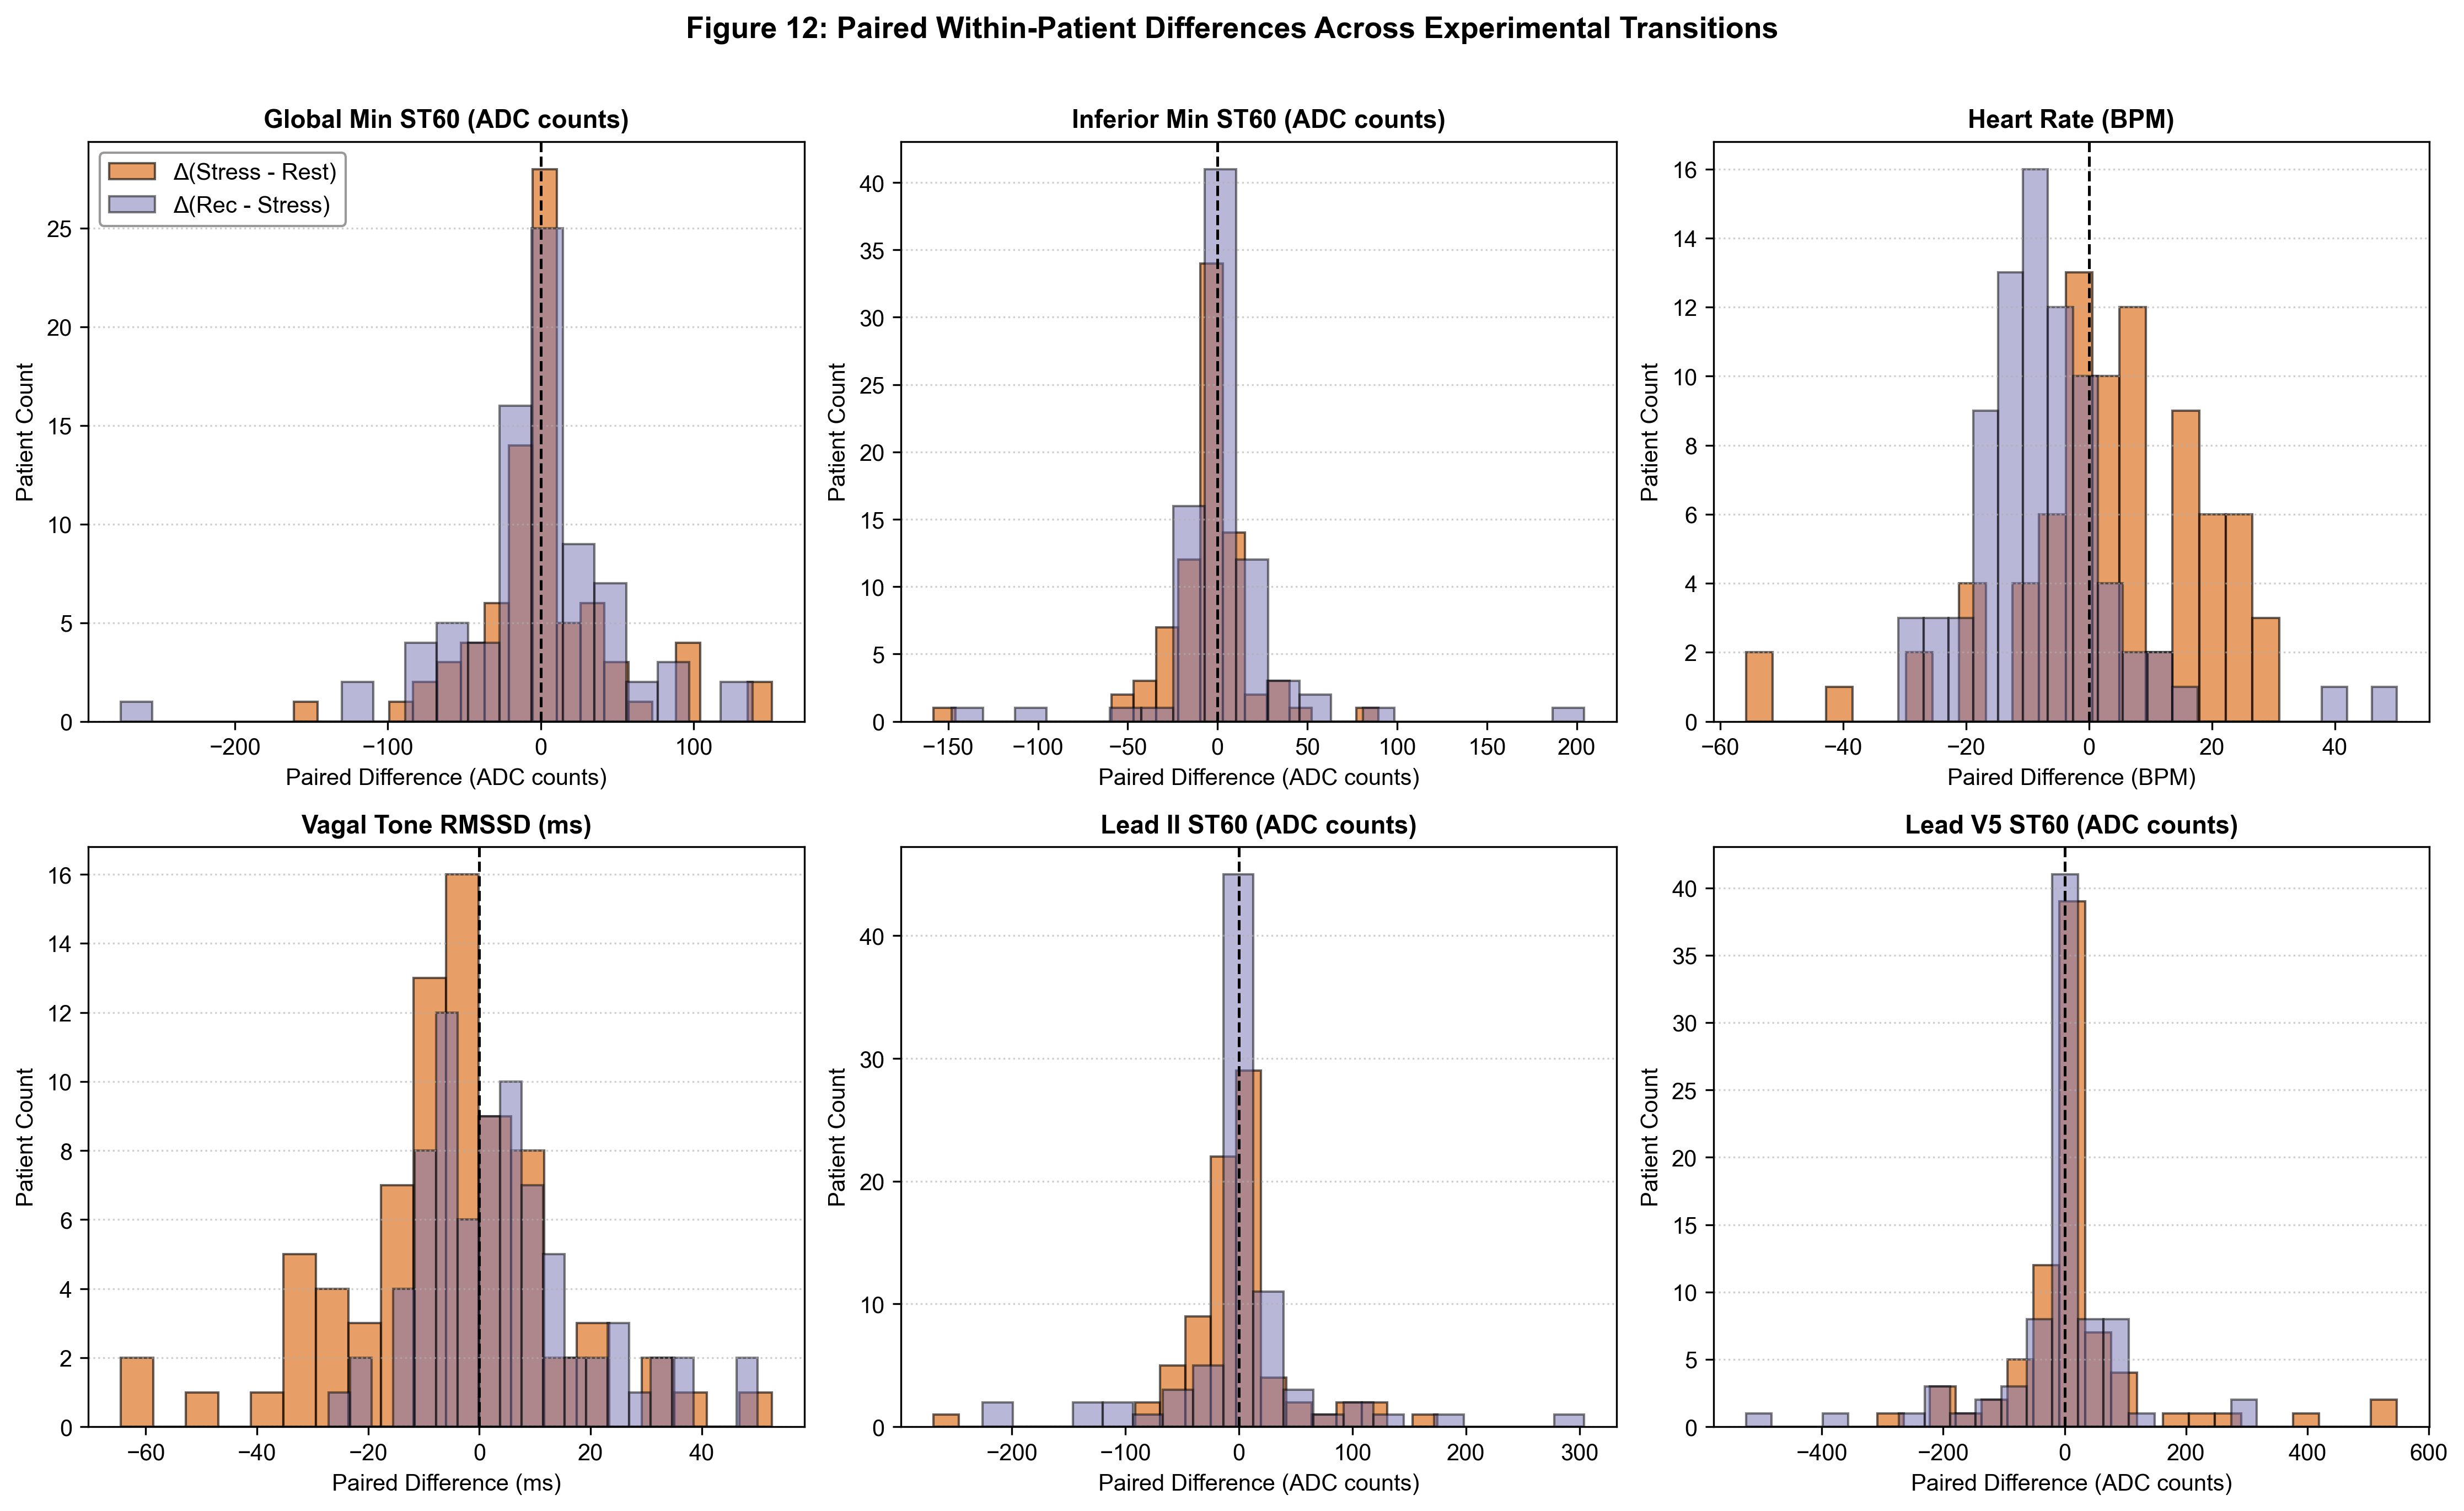 Figure 12: Paired Within-Patient Differences Across Experimental Transitions
Global Min ST60 (ADC counts)
Δ(Stress - Rest)
Δ(Rec - Stress)
25
20
15
10
5
0
Patient Count
−200 −100 0 100
Paired Difference (ADC counts)
Inferior Min ST60 (ADC counts)
40
35
30
25
20
15
10
5
0
Patient Count
−150 −100 −50 0 50 100 150 200
Paired Difference (ADC counts)
Heart Rate (BPM)
16
14
12
10
8
6
4
2
0
Patient Count
−60 −40 −20 0 20 40
Paired Difference (BPM)
Vagal Tone RMSSD (ms)
16
14
12
10
8
6
4
2
0
Patient Count
−60 −40 −20 0 20 40
Paired Difference (ms)
Lead II ST60 (ADC counts)
40
30
20
10
0
Patient Count
−200 −100 0 100 200 300
Paired Difference (ADC counts)
Lead V5 ST60 (ADC counts)
40
35
30
25
20
15
10
5
0
Patient Count
−400 −200 0 200 400 600
Paired Difference (ADC counts)